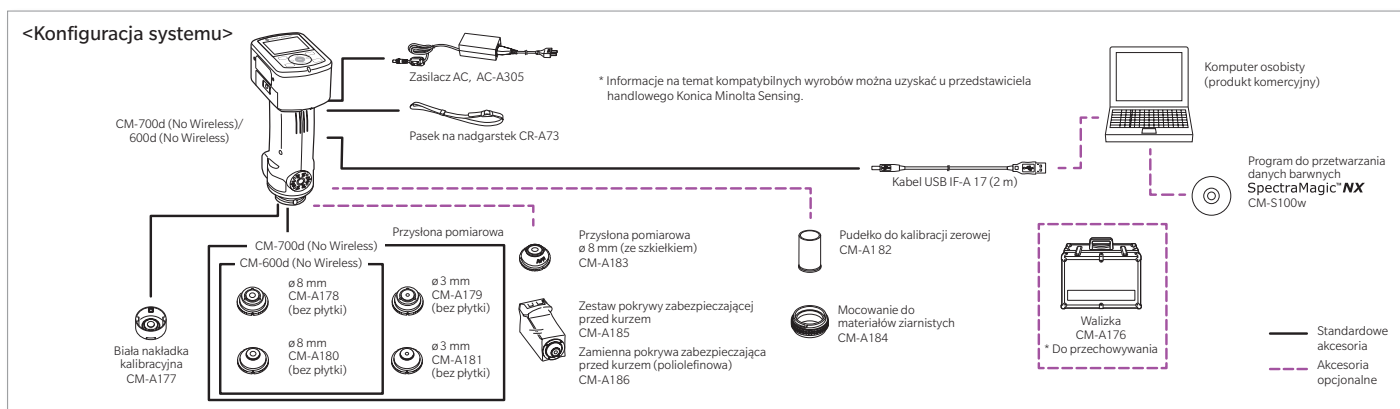 <Konfiguracja systemu>
Zasilacz AC, AC-A305
* Informacje na temat kompatybilnych wyrobów można uzyskać u przedstawiciela
handlowego Konica Minolta Sensing.
Komputer osobisty
(produkt komercyjny)
CM-700d (No Wireless)/
600d (No Wireless)
Pasek na nadgarstek CR-A73
Kabel USB IF-A 17 (2 m)
Program do przetwarzania
danych barwnych
SpectraMagic™NX
CM-S100w
Przysłona pomiarowa
CM-700d (No Wireless)
CM-600d (No Wireless)
ø 8 mm
CM-A178
(bez płytki)
ø 3 mm
CM-A179
(bez płytki)
ø 8 mm
CM-A180
(bez płytki)
ø 3 mm
CM-A181
(bez płytki)
Biała nakładka
kalibracyjna
CM-A177
Przysłona pomiarowa
ø 8 mm (ze szkiełkiem)
CM-A183
Zestaw pokrywy zabezpieczającej
przed kurzem
CM-A185
Zamienna pokrywa zabezpieczająca
przed kurzem (poliolefinowa)
CM-A186
Pudełko do kalibracji zerowej
CM-A1 82
Mocowanie do
materiałów ziarnistych
CM-A184
Walizka
CM-A176
* Do przechowywania
Standardowe
akcesoria
Akcesoria
opcjonalne